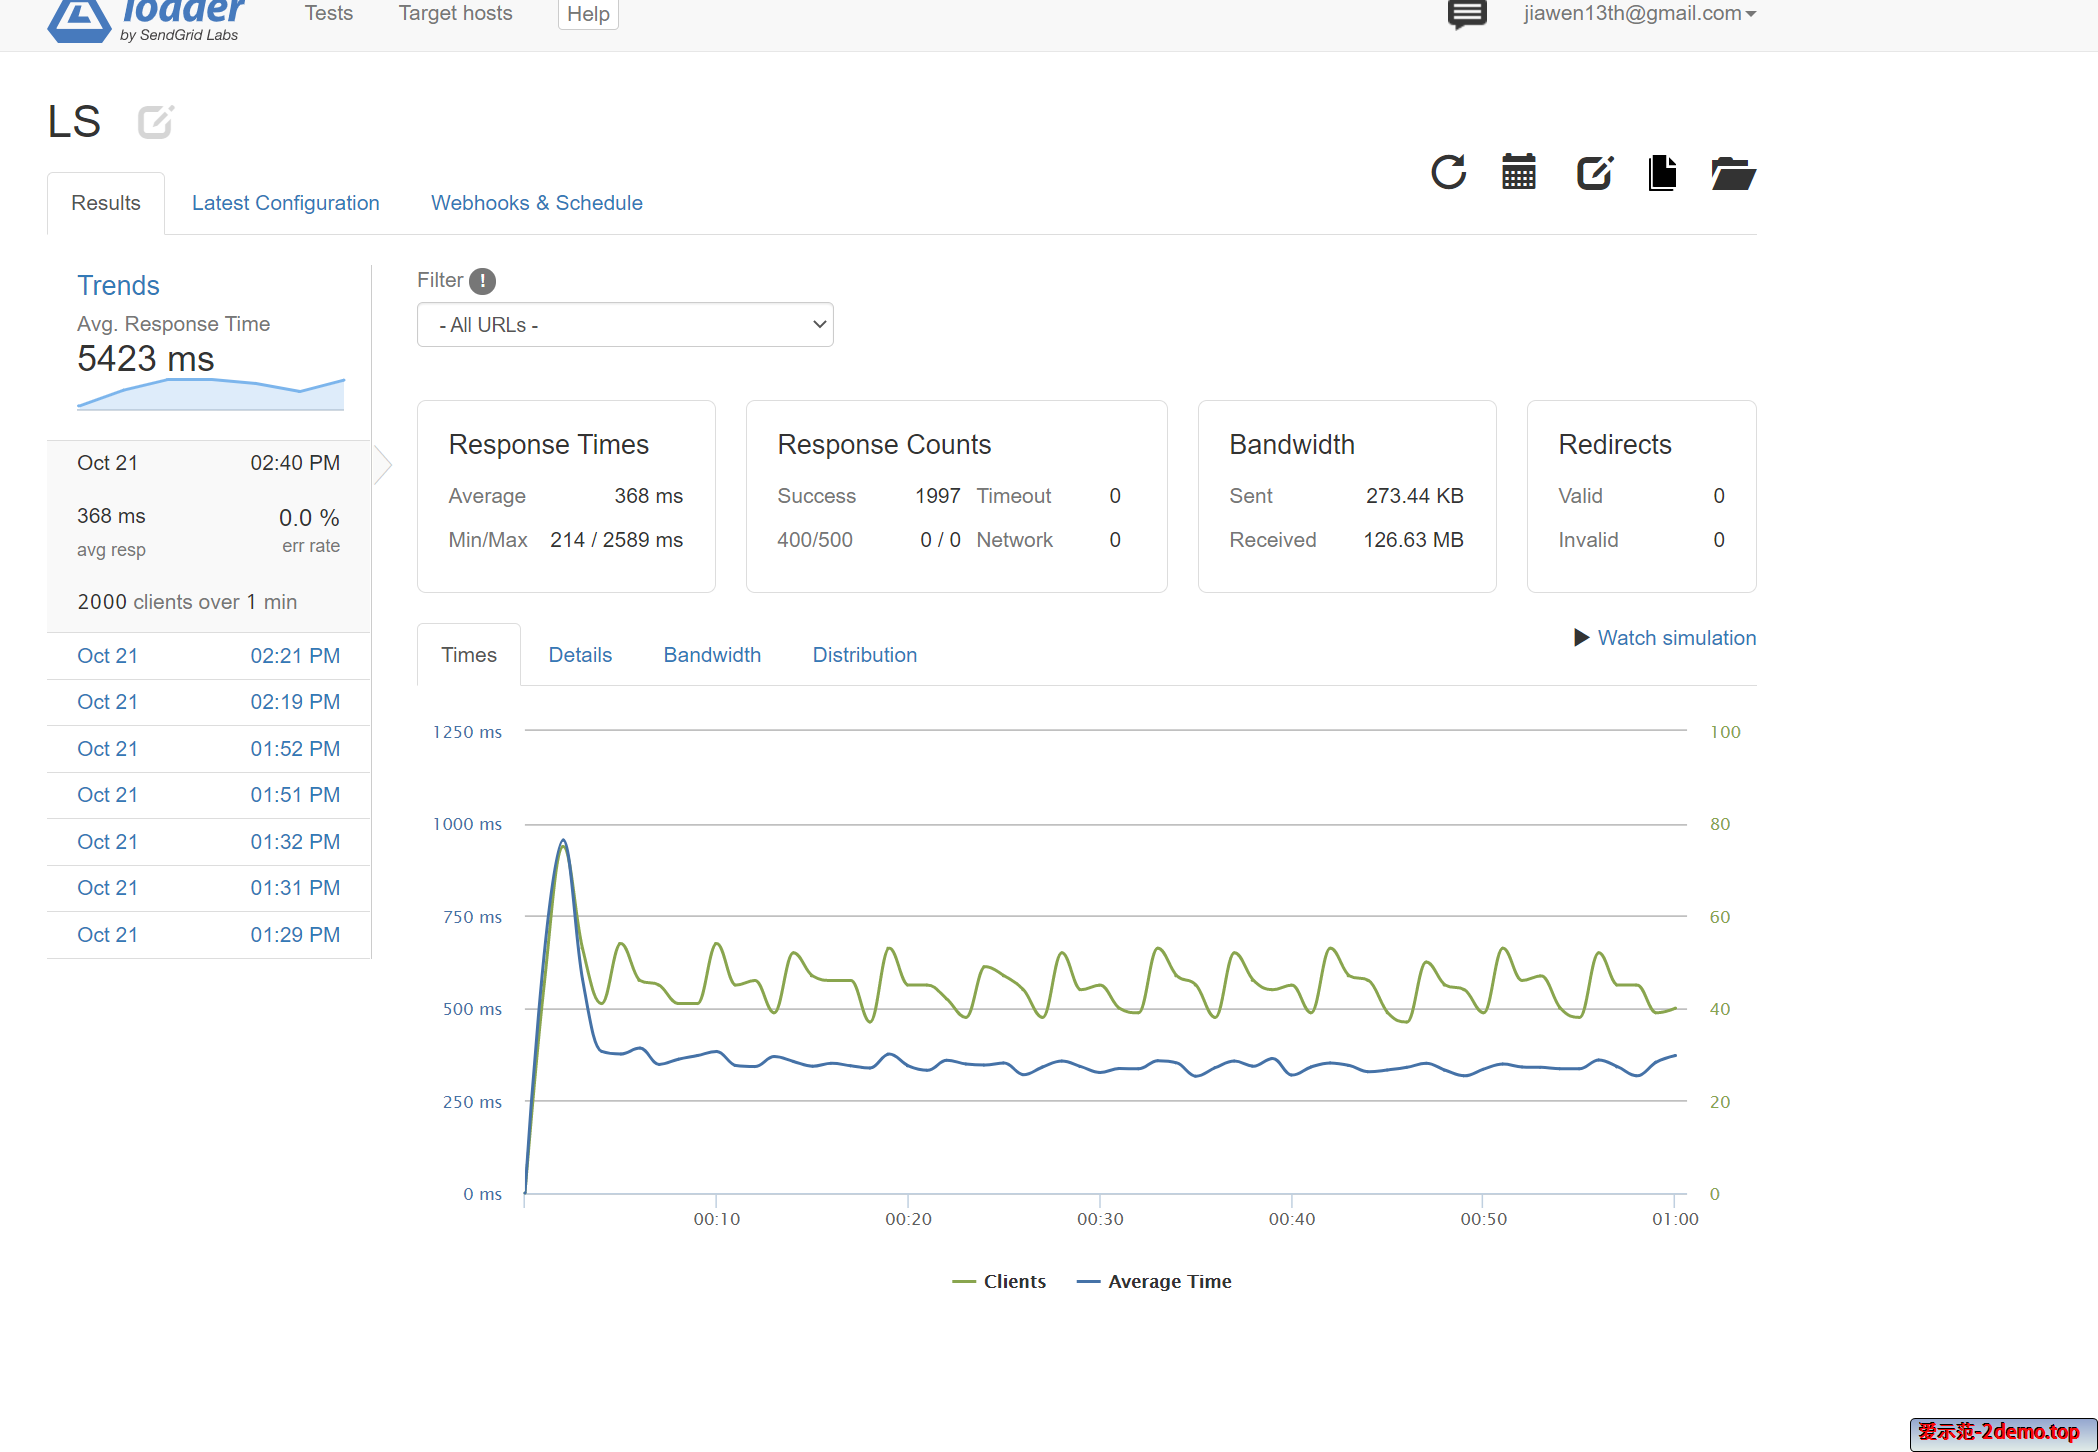 loader
by SendGrid Labs
Tests Target hosts Help jiawen13th@gmail.com
LS
Results Latest Configuration Webhooks & Schedule
Trends
Avg. Response Time
5423 ms
Oct 21 02:40 PM
368 ms 0.0 %
avg resp err rate
2000 clients over 1 min
Oct 21 02:21 PM
Oct 21 02:19 PM
Oct 21 01:52 PM
Oct 21 01:51 PM
Oct 21 01:32 PM
Oct 21 01:31 PM
Oct 21 01:29 PM
Filter !
- All URLs -
Response Times
Average 368 ms
Min/Max 214 / 2589 ms
Response Counts
Success 1997 Timeout 0
400/500 0 / 0 Network 0
Bandwidth
Sent 273.44 KB
Received 126.63 MB
Redirects
Valid 0
Invalid 0
Times Details Bandwidth Distribution
Watch simulation
1250 ms 100
1000 ms 80
750 ms 60
500 ms 40
250 ms 20
0 ms 0
00:10 00:20 00:30 00:40 00:50 01:00
Clients Average Time
爱示范-2demo.top